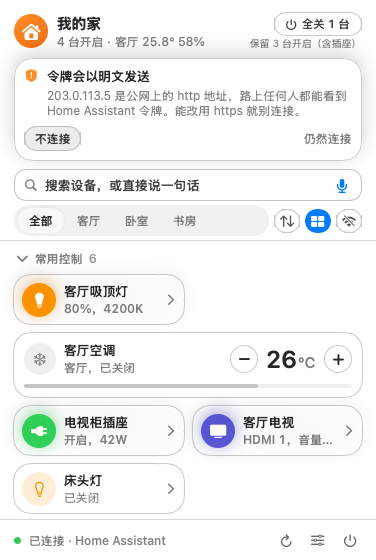 我的家
4 台开启 · 客厅 25.8° 58%
全关 1 台
保留 3 台开启（含插座）
令牌会以明文发送
203.0.113.5 是公网上的 http 地址，路上任何人都能看到
Home Assistant 令牌。能改用 https 就别连接。
不连接
仍然连接
搜索设备，或直接说一句话
全部 客厅 卧室 书房
常用控制 6
客厅吸顶灯
80%，4200K
客厅空调
客厅，已关闭
26°C
电视柜插座
开启，42W
客厅电视
HDMI 1，音量...
床头灯
已关闭
已连接 · Home Assistant